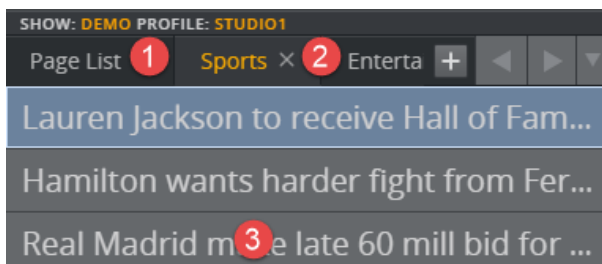 SHOW: DEMO PROFILE: STUDIO1
Page List 1 Sports × 2 Enterta +
Lauren Jackson to receive Hall of Fam...
Hamilton wants harder fight from Fer...
Real Madrid 3 late 60 mill bid for ...